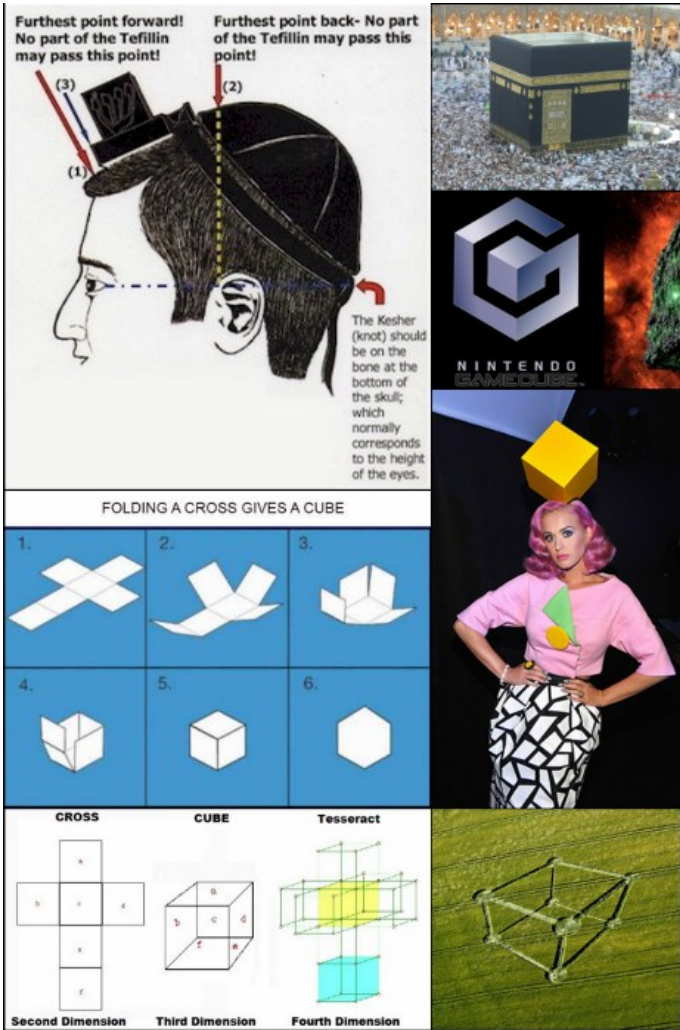 Furthest point forward!
No part of the Tefillin
may pass this point!
Furthest point back- No part
of the Tefillin may pass this
point!
(3)
(2)
(1)
The Kesher
(knot) should
be on the
bone at the
bottom of
the skull;
which
normally
corresponds
to the height
of the eyes.
NINTENDO
GAMECUBE
TM
FOLDING A CROSS GIVES A CUBE
1.
2.
3.
4.
5.
6.
CROSS
CUBE
Tesseract
a
b
c
d
f
a
b
c
d
f
e
Second Dimension
Third Dimension
Fourth Dimension